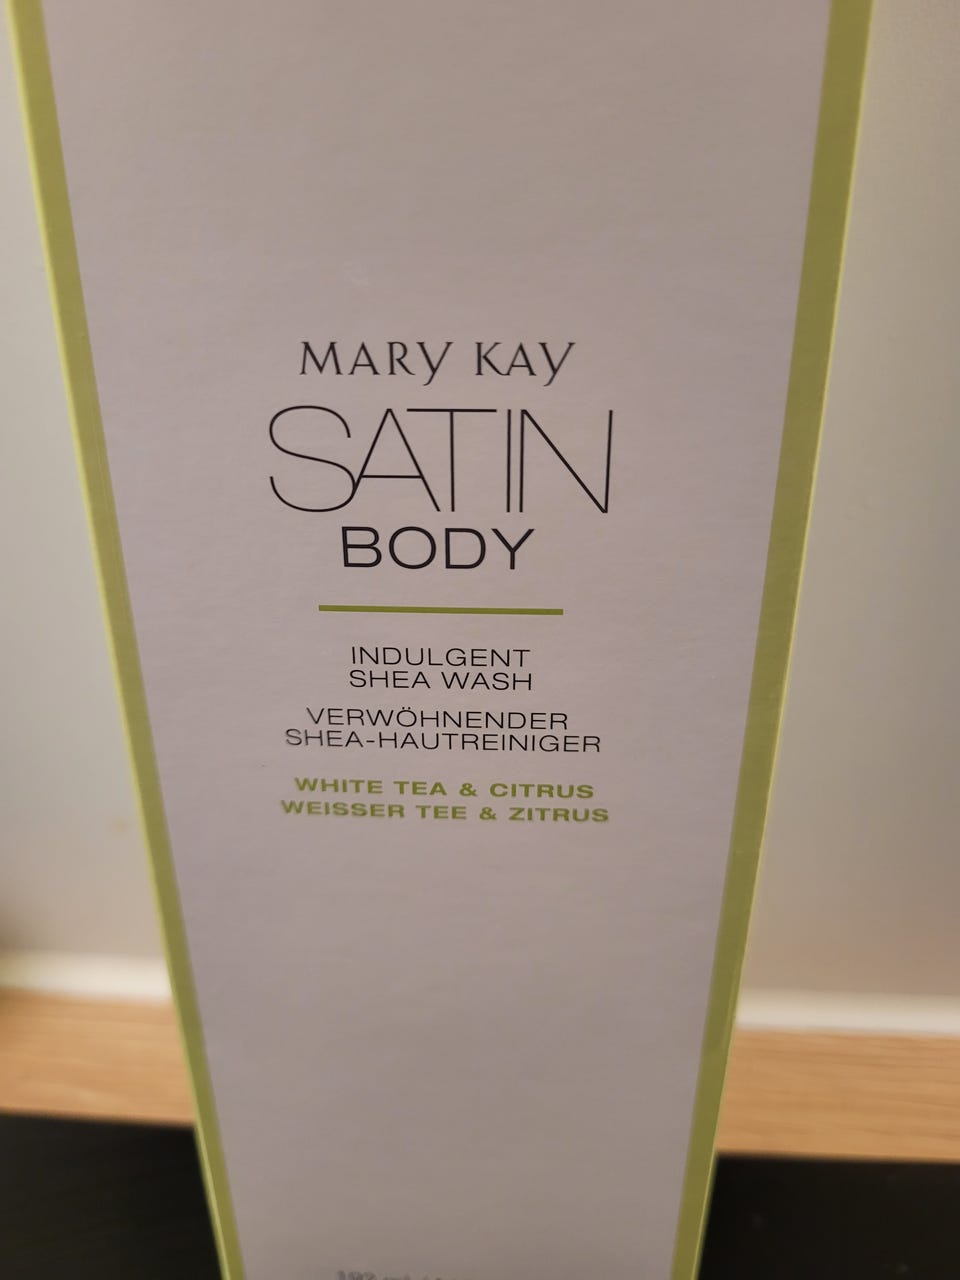 MARY KAY
SATIN
BODY
INDULGENT
SHEA WASH
VERWÖHNENDER
SHEA-HAUTREINIGER
WHITE TEA & CITRUS
WEISSER TEE & ZITRUS